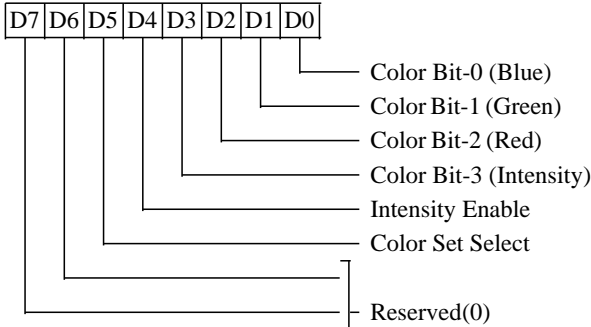 D7 D6 D5 D4 D3 D2 D1 D0
Color Bit-0 (Blue)
Color Bit-1 (Green)
Color Bit-2 (Red)
Color Bit-3 (Intensity)
Intensity Enable
Color Set Select
Reserved(0)